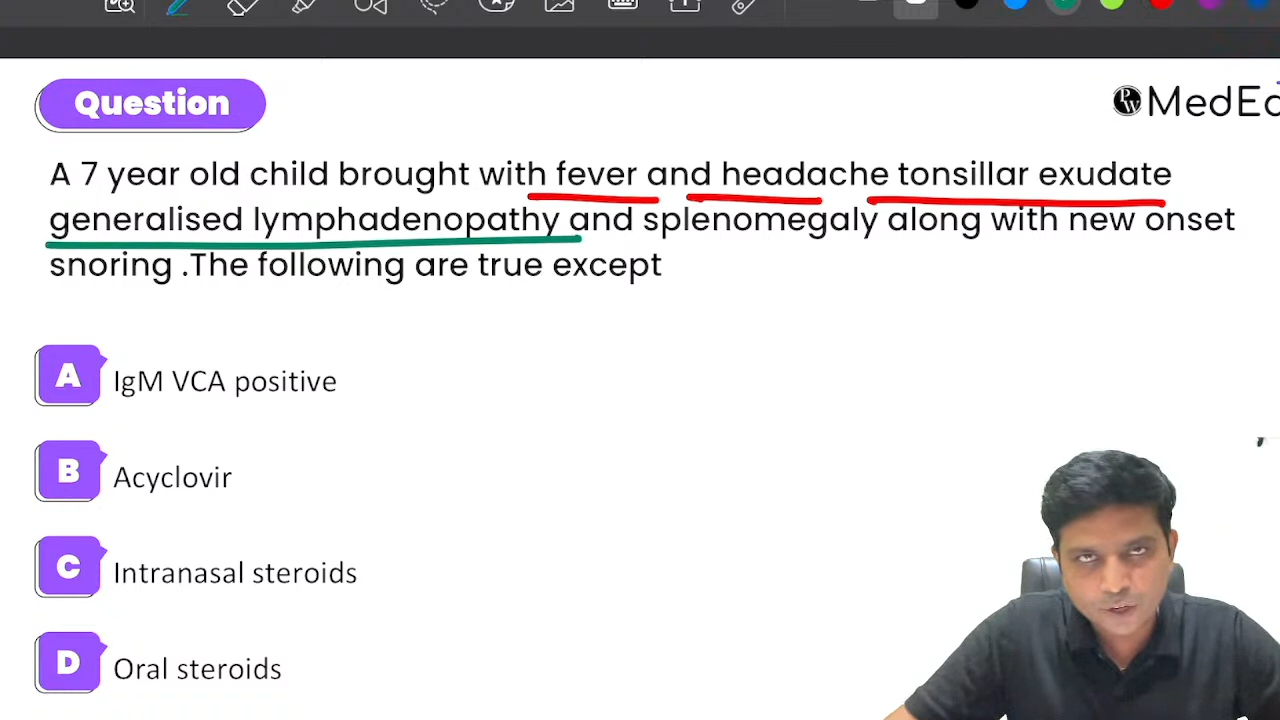 Question
PW MedEd
A 7 year old child brought with fever and headache tonsillar exudate
generalised lymphadenopathy and splenomegaly along with new onset
snoring .The following are true except
A IgM VCA positive
B Acyclovir
C Intranasal steroids
D Oral steroids